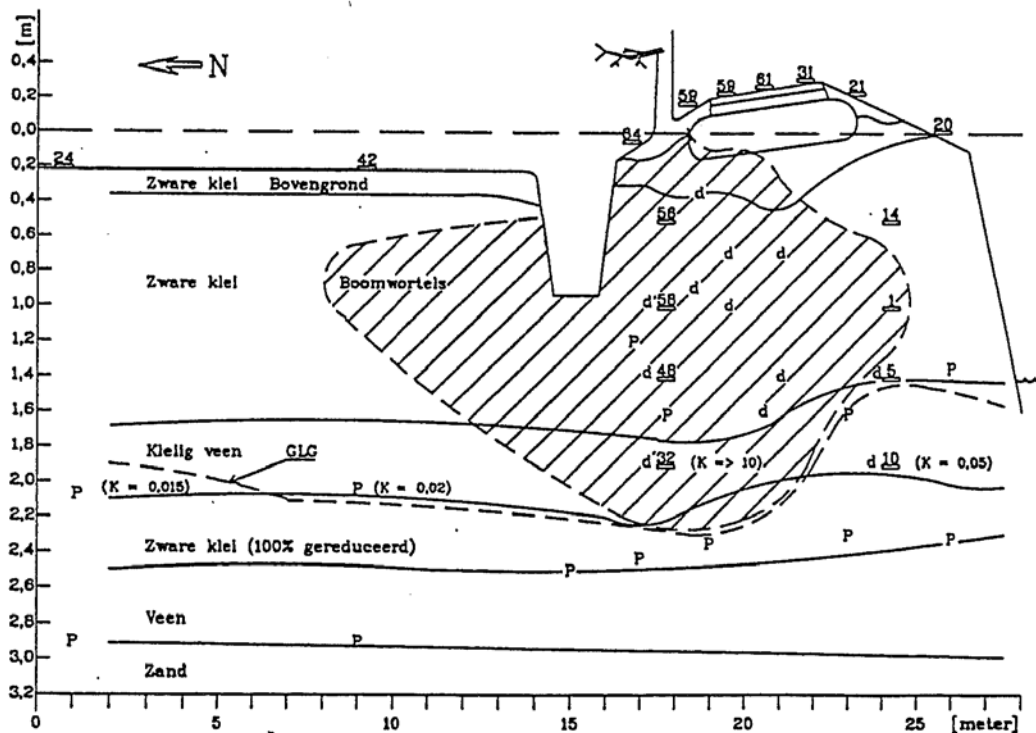 [m]
0,4
N
31
61
59
59
21
0,2
0,0
64
20
24
42
0,2
Zware klei Bovengrond
0,4
d
56
14
0,6
d d
0,8
Zware klei
Boomwortels
d
1,0
d 58
d
1
1,2
P
1,4
d 48
d
d 5
P
1,6
P
d
P
1,8
Kleiig veen
GLG
d 32
(K => 10)
d 10
(K = 0,05)
2,0
P
(K = 0,015)
P (K = 0,02)
2,2
2,4
Zware klei (100% gereduceerd)
P
P
P
P
P
2,6
2,8
Veen
P
P
3,0
Zand
3,2
0 5 10 15 20 25 [meter]